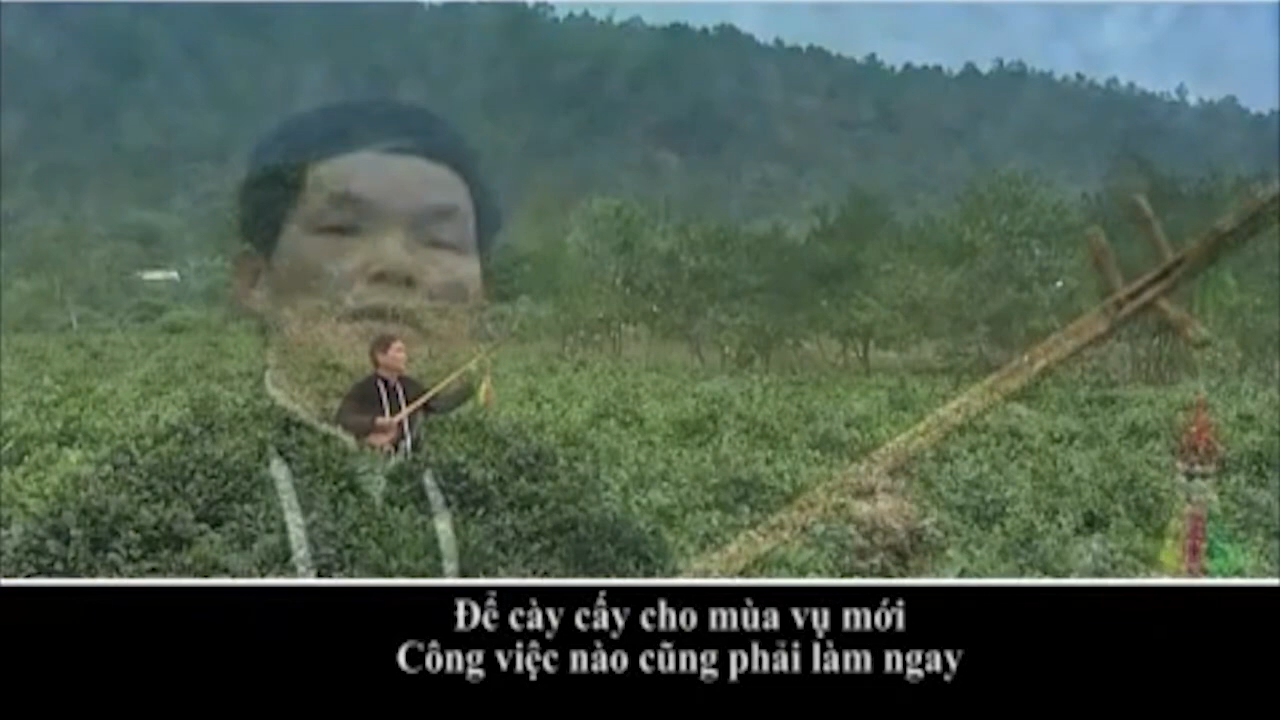 Để cày cấy cho mùa vụ mới
Công việc nào cũng phải làm ngay